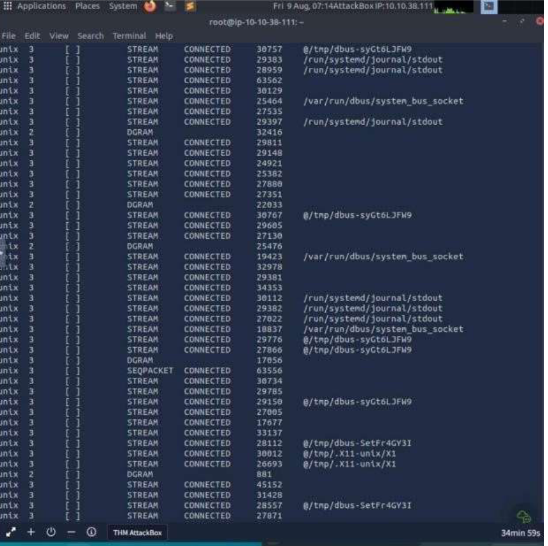 Applications Places System Fri 9 Aug, 07:14 AttackBox IP:10.10.38.111
root@ip-10-10-38-111: ~
File Edit View Search Terminal Help
unix 3 [ ] STREAM CONNECTED 30757 @/tmp/dbus-syGt6LJFW9
unix 3 [ ] STREAM CONNECTED 29383 /run/systemd/journal/stdout
unix 3 [ ] STREAM CONNECTED 28959 /run/systemd/journal/stdout
unix 3 [ ] STREAM CONNECTED 63562
unix 3 [ ] STREAM CONNECTED 30129
unix 3 [ ] STREAM CONNECTED 25464 /var/run/dbus/system_bus_socket
unix 3 [ ] STREAM CONNECTED 27535
unix 3 [ ] STREAM CONNECTED 29397 /run/systemd/journal/stdout
unix 2 [ ] DGRAM 32416
unix 3 [ ] STREAM CONNECTED 29811
unix 3 [ ] STREAM CONNECTED 29148
unix 3 [ ] STREAM CONNECTED 24921
unix 3 [ ] STREAM CONNECTED 25382
unix 3 [ ] STREAM CONNECTED 27880
unix 3 [ ] STREAM CONNECTED 27351
unix 2 [ ] DGRAM 22033
unix 3 [ ] STREAM CONNECTED 30767 @/tmp/dbus-syGt6LJFW9
unix 3 [ ] STREAM CONNECTED 29605
unix 3 [ ] STREAM CONNECTED 27130
unix 2 [ ] DGRAM 25476
unix 3 [ ] STREAM CONNECTED 19423 /var/run/dbus/system_bus_socket
unix 3 [ ] STREAM CONNECTED 32978
unix 3 [ ] STREAM CONNECTED 29381
unix 3 [ ] STREAM CONNECTED 34353
unix 3 [ ] STREAM CONNECTED 30112 /run/systemd/journal/stdout
unix 3 [ ] STREAM CONNECTED 29382 /run/systemd/journal/stdout
unix 3 [ ] STREAM CONNECTED 27022 /run/systemd/journal/stdout
unix 3 [ ] STREAM CONNECTED 18837 /var/run/dbus/system_bus_socket
unix 3 [ ] STREAM CONNECTED 29776 @/tmp/dbus-syGt6LJFW9
unix 3 [ ] STREAM CONNECTED 27866 @/tmp/dbus-syGt6LJFW9
unix 3 [ ] DGRAM 17056
unix 3 [ ] SEQPACKET CONNECTED 63556
unix 3 [ ] STREAM CONNECTED 30734
unix 3 [ ] STREAM CONNECTED 29785
unix 3 [ ] STREAM CONNECTED 29150 @/tmp/dbus-syGt6LJFW9
unix 3 [ ] STREAM CONNECTED 27005
unix 3 [ ] STREAM CONNECTED 17677
unix 3 [ ] STREAM CONNECTED 33137
unix 3 [ ] STREAM CONNECTED 28112 @/tmp/dbus-SetFr4GY3I
unix 3 [ ] STREAM CONNECTED 30012 @/tmp/.X11-unix/X1
unix 3 [ ] STREAM CONNECTED 26693 @/tmp/.X11-unix/X1
unix 2 [ ] DGRAM 881
unix 3 [ ] STREAM CONNECTED 45152
unix 3 [ ] STREAM CONNECTED 31428
unix 3 [ ] STREAM CONNECTED 28557 @/tmp/dbus-SetFr4GY3I
unix 3 [ ] STREAM CONNECTED 27871
THM AttackBox 34min 59s